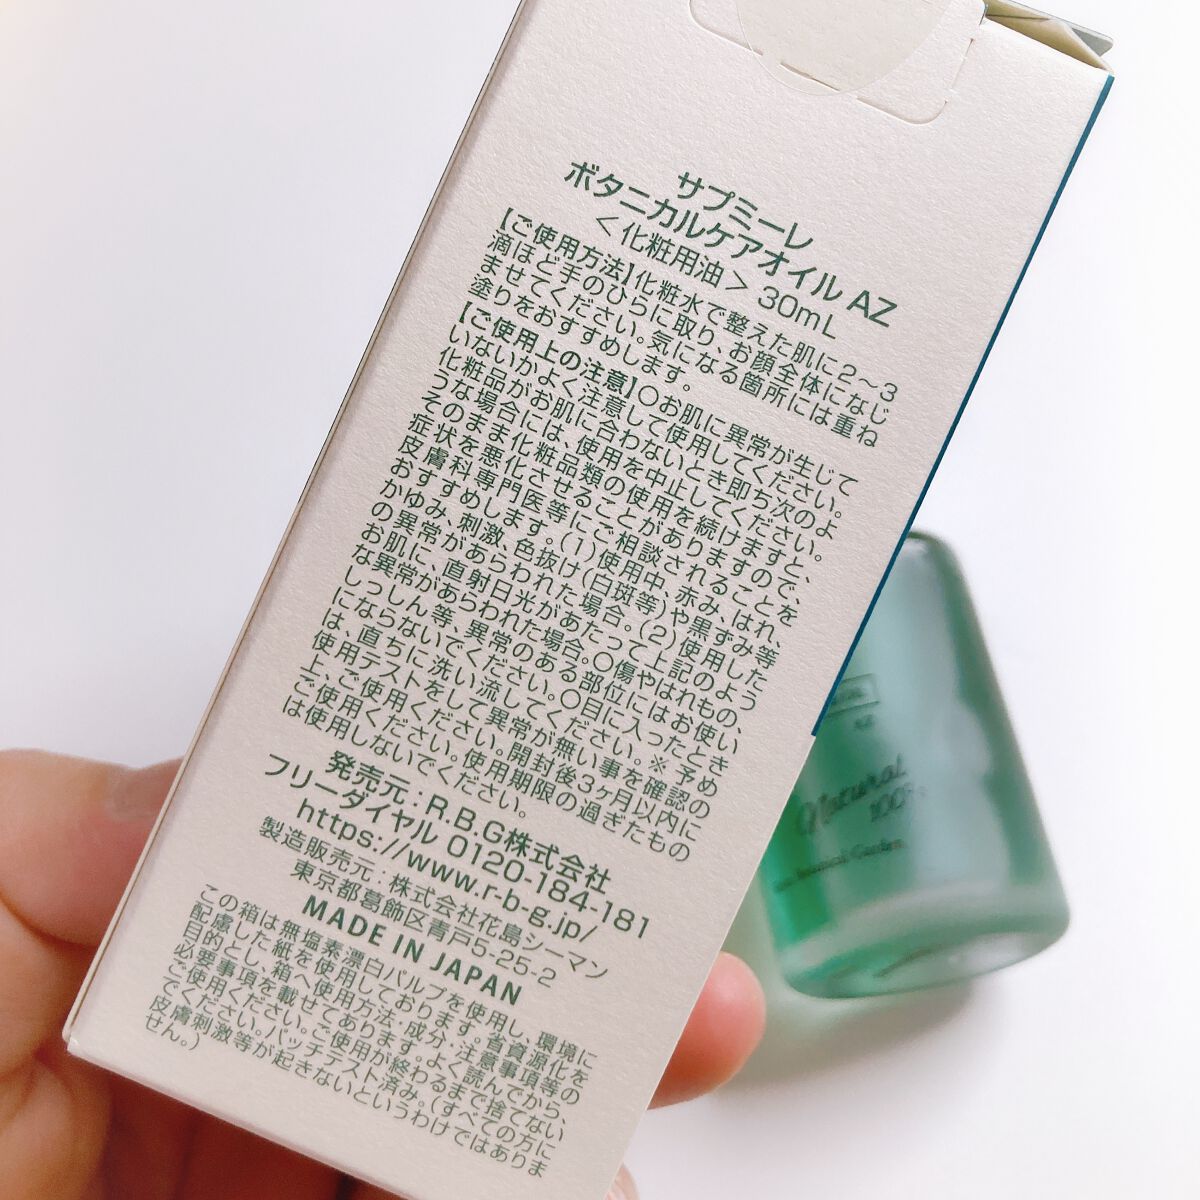 サプミーレ
ボタニカルケアオイル AZ
＜化粧用油＞ 30mL
【ご使用方法】化粧水で整えた肌に2～3
滴ほど手のひらに取り、お顔全体になじ
ませてください。気になる箇所には重ね
塗りをおすすめします。
【ご使用上の注意】○お肌に異常が生じて
いないかよく注意して使用してください。
化粧品がお肌に合わないとき即ち次のよ
うな場合には、使用を中止してください。
そのまま化粧品類の使用を続けますと、
症状を悪化させることがありますので、
皮膚科専門医等にご相談されることを
おすすめします。(1)使用中、赤み、はれ、
かゆみ、刺激、色抜け(白斑等)や黒ずみ等
の異常があらわれた場合。(2)使用した
お肌に、直射日光があたって上記のよう
な異常があらわれた場合。○傷やはれもの、
しっしん等、異常のある部位にはお使い
にならないでください。○目に入ったとき
は、直ちに洗い流してください。※予め
使用テストをして異常が無い事を確認の
上、ご使用ください。開封後3ヶ月以内に
ご使用ください。使用期限の過ぎたもの
は使用しないでください。
発売元：R.B.G株式会社
フリーダイヤル 0120-184-181
https://www.r-b-g.jp/
製造販売元：株式会社花島シーマン
東京都葛飾区青戸5-25-2
MADE IN JAPAN
この箱は無塩素漂白パルプを使用し、環境に
配慮した紙を使用しております。省資源化を
目的とし、箱へ使用方法・成分・注意事項等の
必要事項を載せてあります。よく読んでから、
ご使用ください。ご使用が終わるまで捨てない
でください。パッチテスト済み。(すべての方に
皮膚刺激等が起きないというわけではありま
せん。)
AZ
Natural
100%